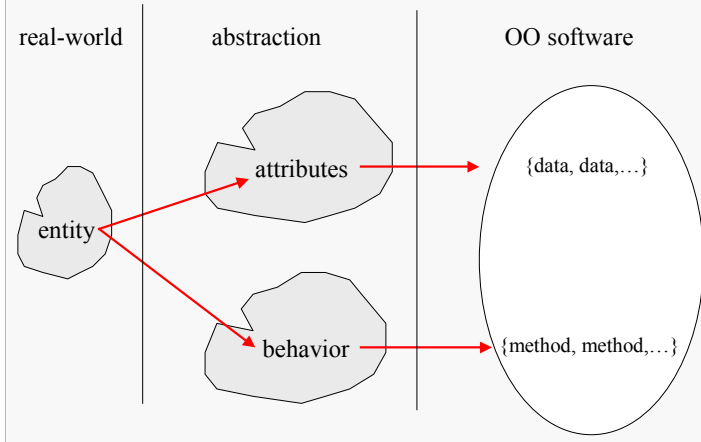 real-world
abstraction
OO software
entity
attributes
{data, data,…}
behavior
{method, method,…}